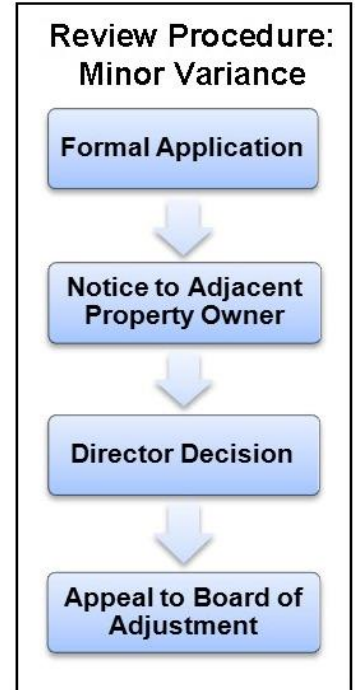 Review Procedure:
Minor Variance
Formal Application
Notice to Adjacent
Property Owner
Director Decision
Appeal to Board of
Adjustment